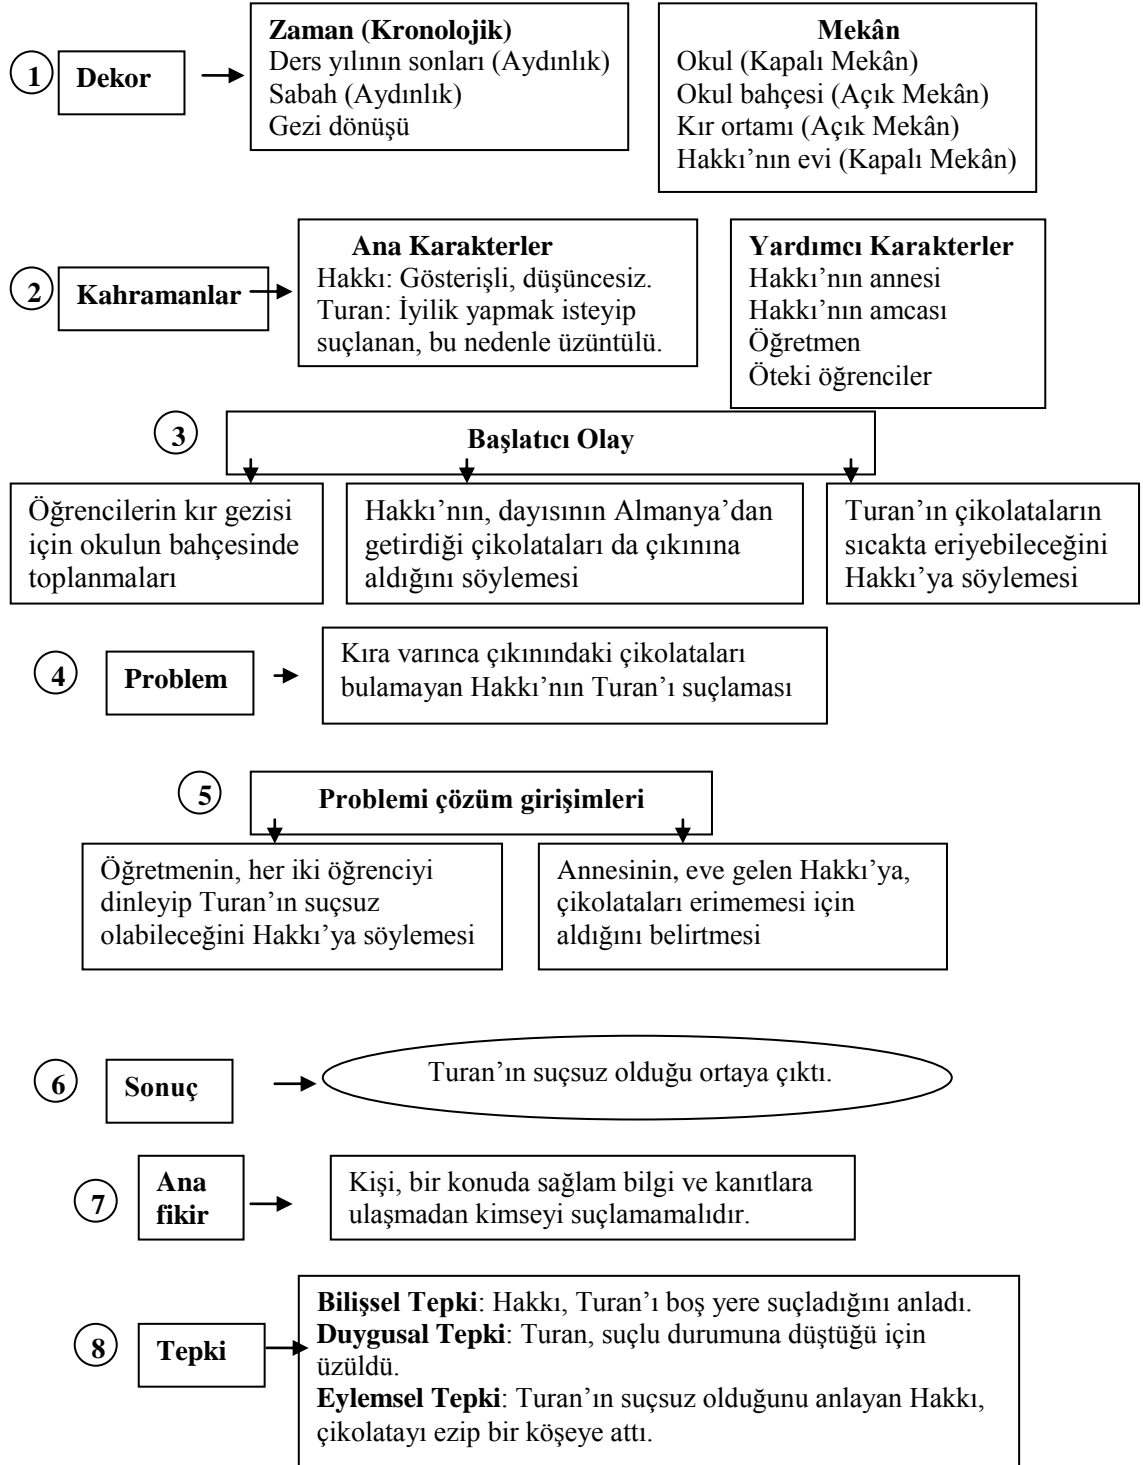 1
Dekor
Zaman (Kronolojik)
Ders yılının sonları (Aydınlık)
Sabah (Aydınlık)
Gezi dönüşü
Mekân
Okul (Kapalı Mekân)
Okul bahçesi (Açık Mekân)
Kır ortamı (Açık Mekân)
Hakkı’nın evi (Kapalı Mekân)
2
Kahramanlar
Ana Karakterler
Hakkı: Gösterişli, düşüncesiz.
Turan: İyilik yapmak isteyip
suçlanan, bu nedenle üzüntülü.
Yardımcı Karakterler
Hakkı’nın annesi
Hakkı’nın amcası
Öğretmen
Öteki öğrenciler
3
Başlatıcı Olay
Öğrencilerin kır gezisi
için okulun bahçesinde
toplanmaları
Hakkı’nın, dayısının Almanya’dan
getirdiği çikolataları da çıkınına
aldığını söylemesi
Turan’ın çikolataların
sıcakta eriyebileceğini
Hakkı’ya söylemesi
4
Problem
Kıra varınca çıkınındaki çikolataları
bulamayan Hakkı’nın Turan’ı suçlaması
5
Problemi çözüm girişimleri
Öğretmenin, her iki öğrenciyi
dinleyip Turan’ın suçsuz
olabileceğini Hakkı’ya söylemesi
Annesinin, eve gelen Hakkı’ya,
çikolataları erimemesi için
aldığını belirtmesi
6
Sonuç
Turan’ın suçsuz olduğu ortaya çıktı.
7
Ana
fikir
Kişi, bir konuda sağlam bilgi ve kanıtlara
ulaşmadan kimseyi suçlamamalıdır.
8
Tepki
Bilişsel Tepki: Hakkı, Turan’ı boş yere suçladığını anladı.
Duygusal Tepki: Turan, suçlu durumuna düştüğü için
üzüldü.
Eylemsel Tepki: Turan’ın suçsuz olduğunu anlayan Hakkı,
çikolatayı ezip bir köşeye attı.